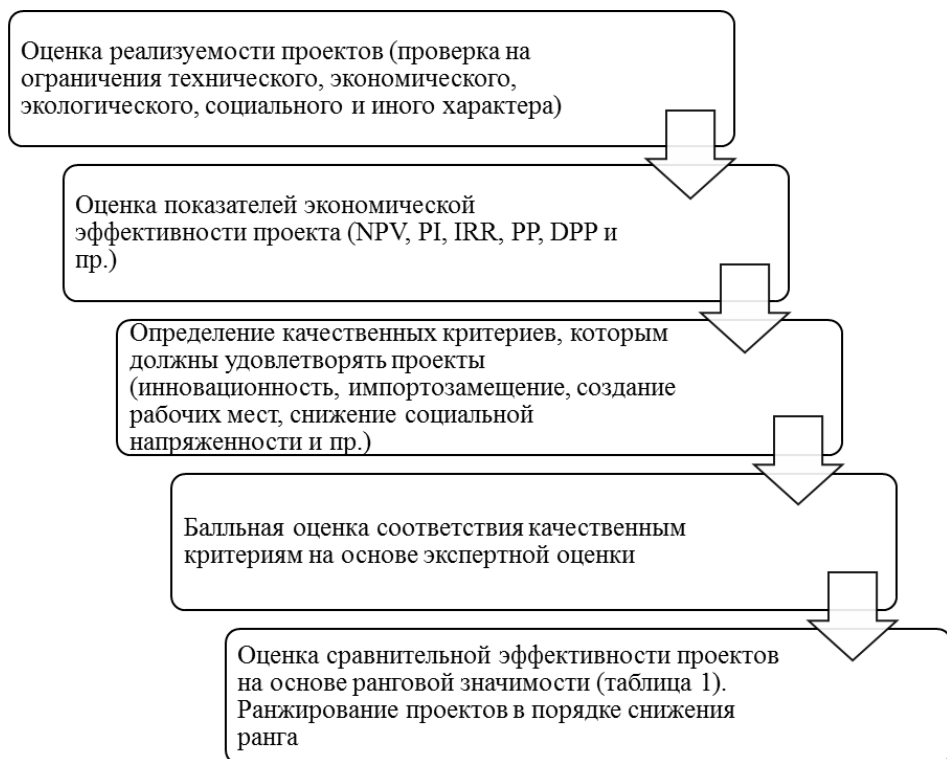 Оценка реализуемости проектов (проверка на
ограничения технического, экономического,
экологического, социального и иного характера)
Оценка показателей экономической
эффективности проекта (NPV, PI, IRR, PP, DPP и
пр.)
Определение качественных критериев, которым
должны удовлетворять проекты
(инновационность, импортозамещение, создание
рабочих мест, снижение социальной
напряженности и пр.)
Балльная оценка соответствия качественным
критериям на основе экспертной оценки
Оценка сравнительной эффективности проектов
на основе ранговой значимости (таблица 1).
Ранжирование проектов в порядке снижения
ранга